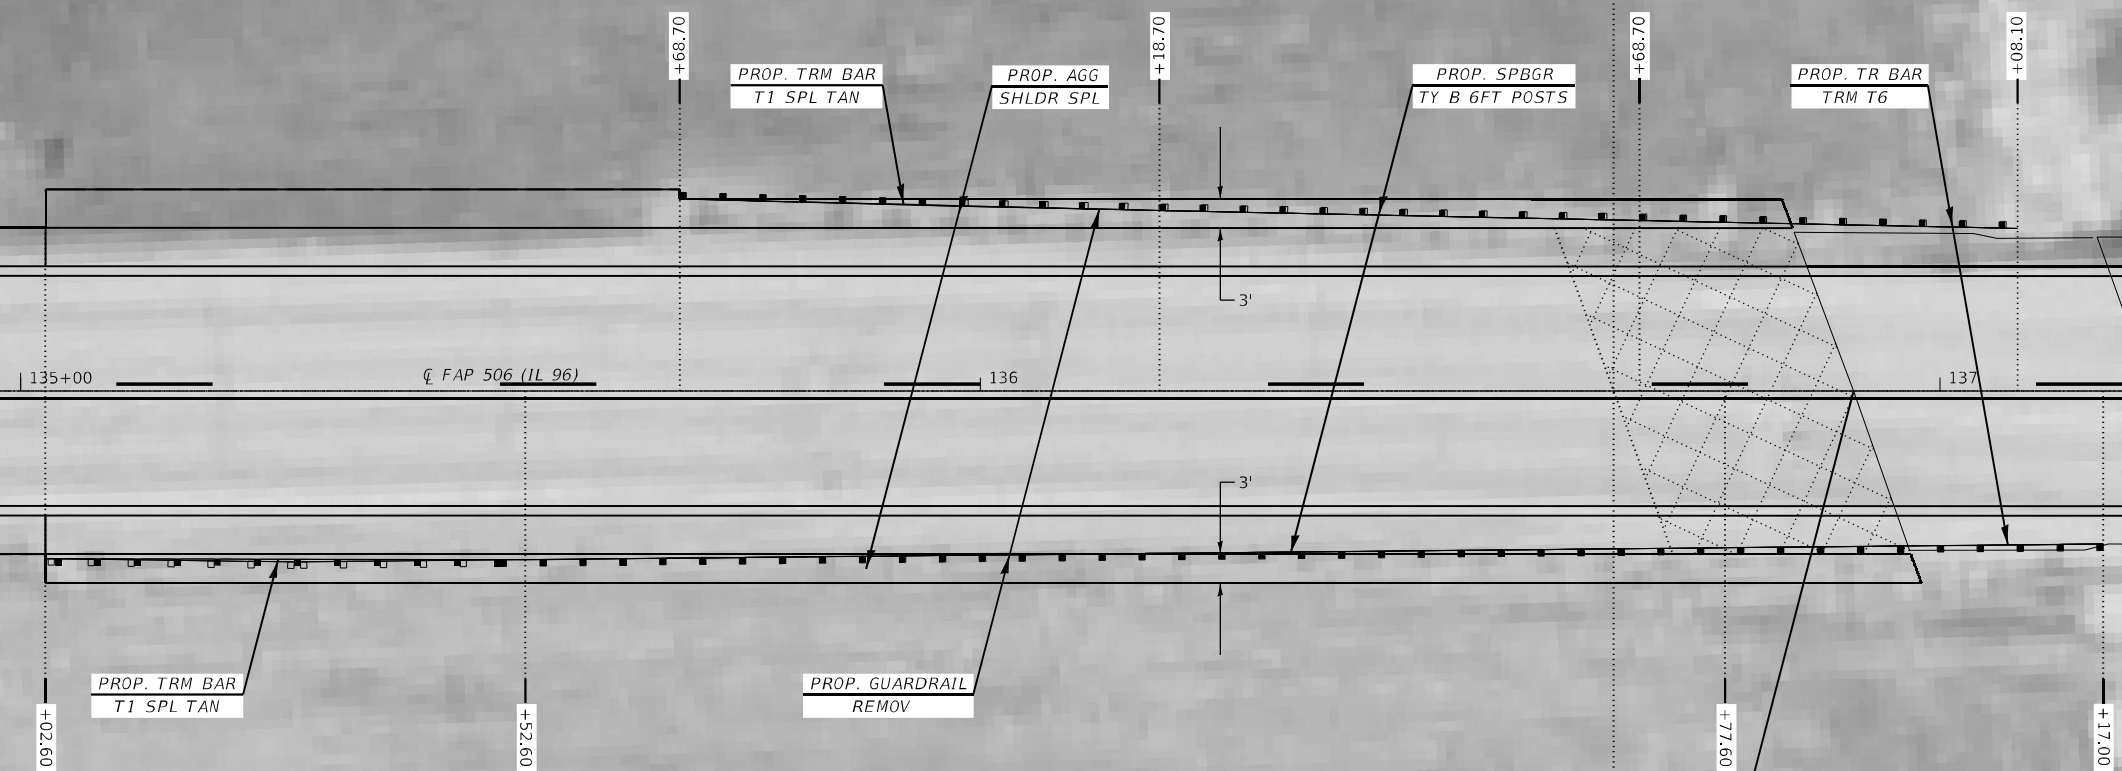 +68.70
+18.70
+68.70
+08.10
PROP. TRM BAR
T1 SPL TAN
PROP. AGG
SHLDR SPL
PROP. SPBGR
TY B 6FT POSTS
PROP. TR BAR
TRM T6
3'
135+00
℄ FAP 506 (IL 96)
136
137
3'
PROP. TRM BAR
T1 SPL TAN
PROP. GUARDRAIL
REMOV
+02.60
+52.60
+77.60
+17.00